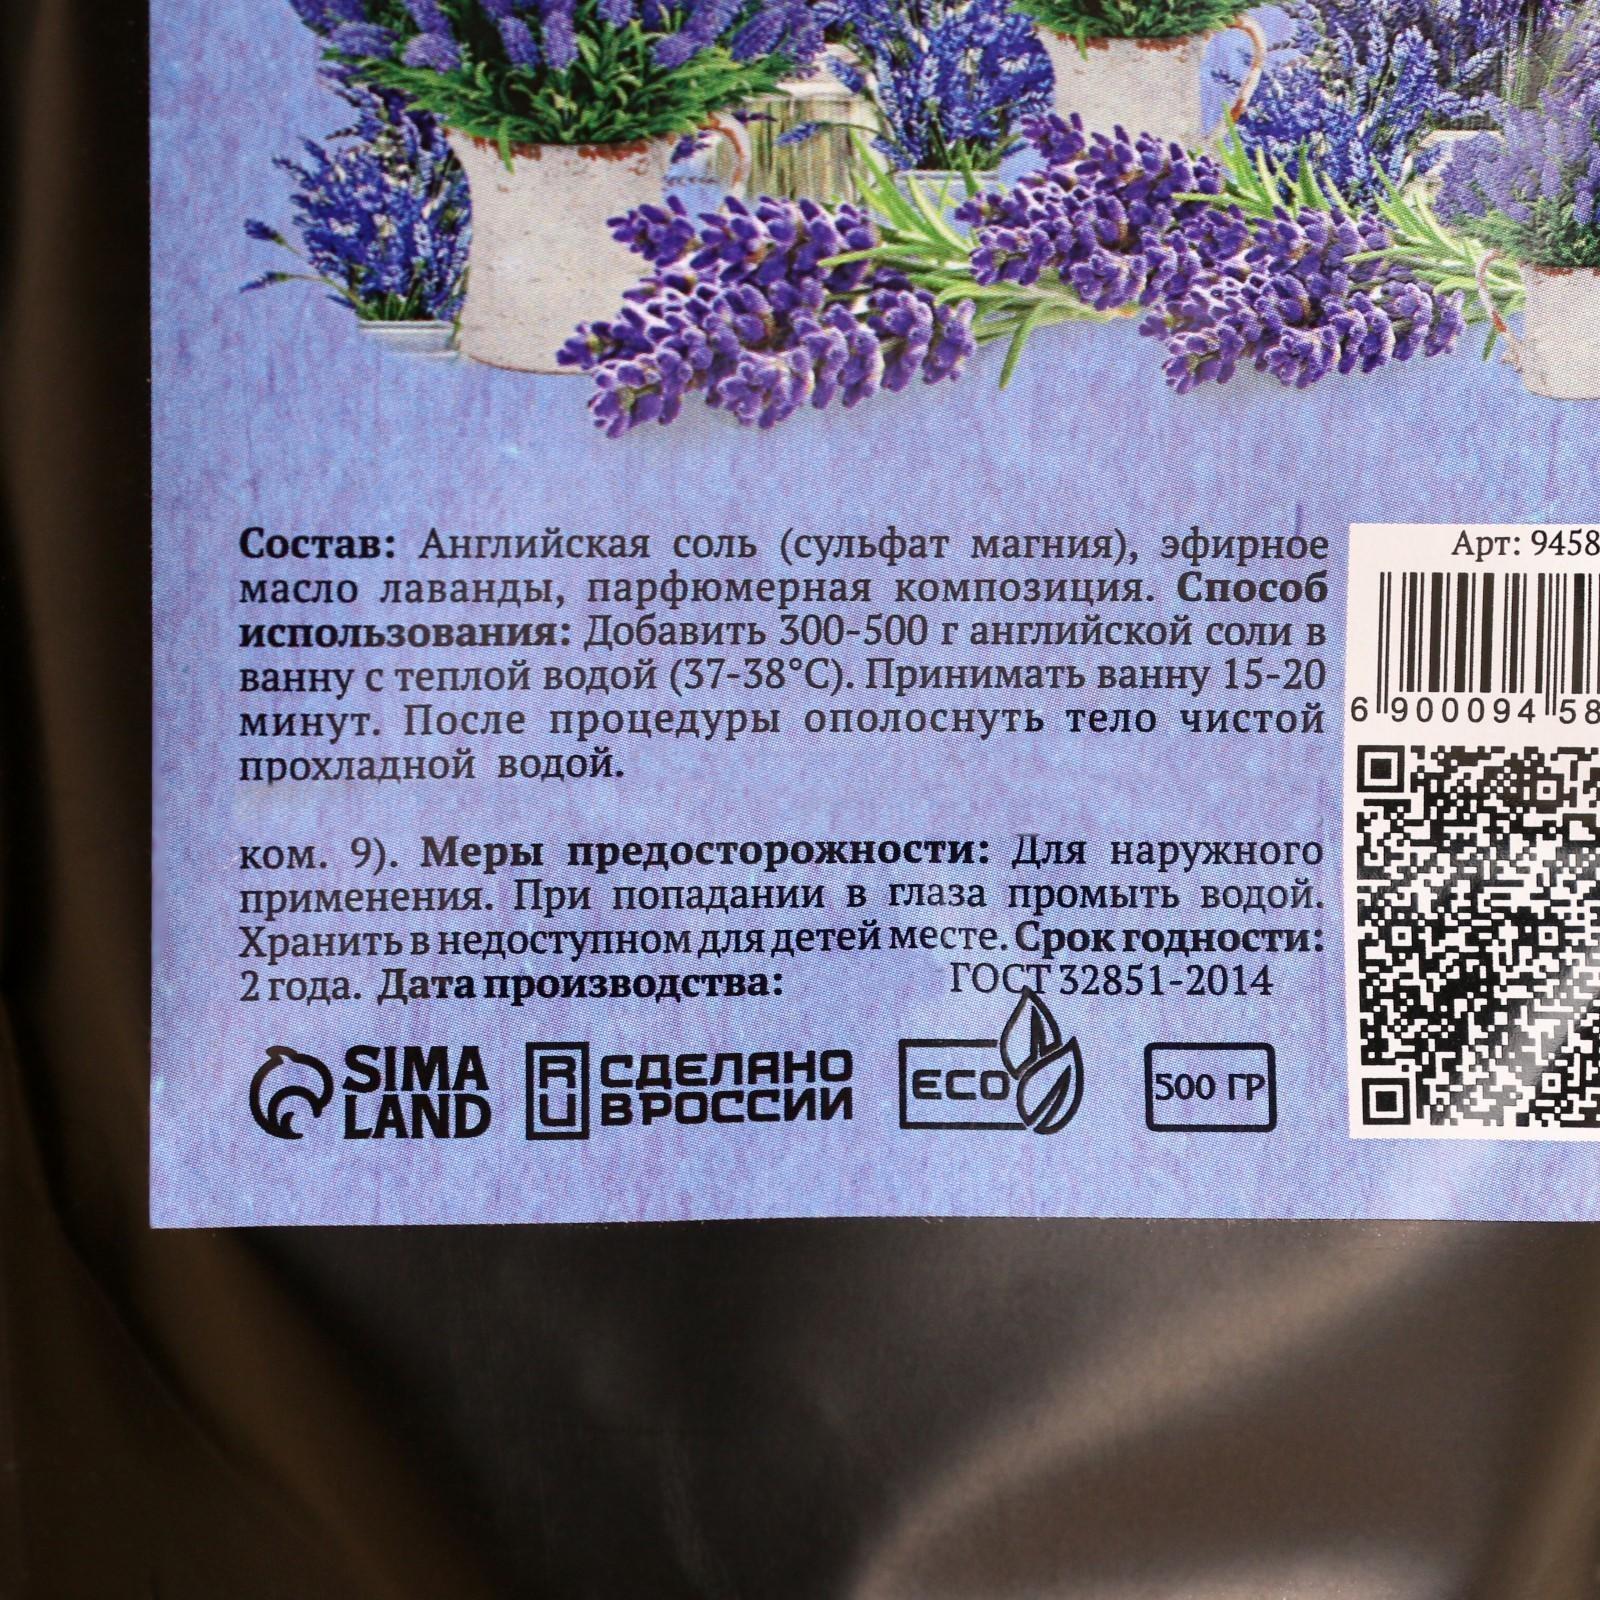 Состав: Английская соль (сульфат магния), эфирное
масло лаванды, парфюмерная композиция. Способ
использования: Добавить 300-500 г английской соли в
ванну с теплой водой (37-38°С). Принимать ванну 15-20
минут. После процедуры ополоснуть тело чистой
прохладной водой.
ком. 9). Меры предосторожности: Для наружного
применения. При попадании в глаза промыть водой.
Хранить в недоступном для детей месте. Срок годности:
2 года. Дата производства: ГОСТ 32851-2014
SIMA
LAND
RU
СДЕЛАНО
В РОССИИ
ECO
500 ГР
Арт: 9458
6 900094 58